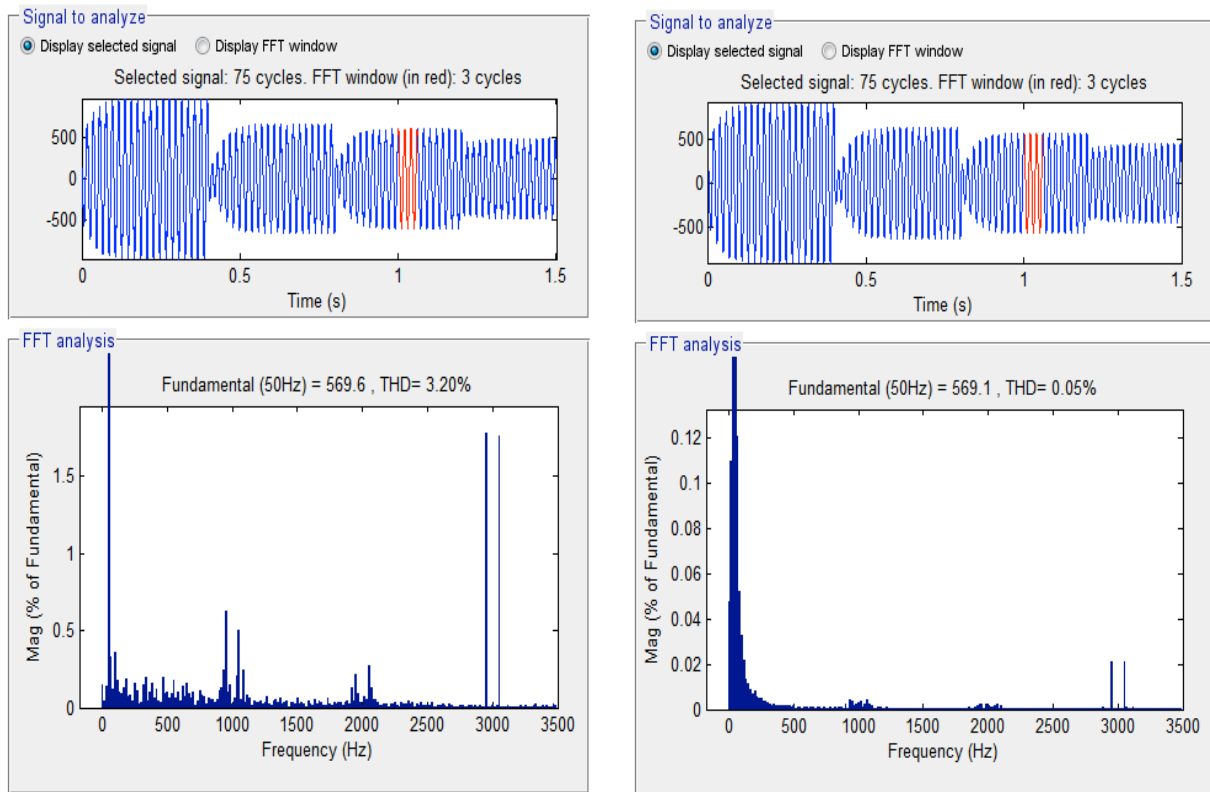 Signal to analyze
Display selected signal Display FFT window
Selected signal: 75 cycles. FFT window (in red): 3 cycles
500
0
-500
0 0.5 1 1.5
Time (s)
FFT analysis
Fundamental (50Hz) = 569.6 , THD= 3.20%
Mag (% of Fundamental)
1.5
1
0.5
0
0 500 1000 1500 2000 2500 3000 3500
Frequency (Hz)
Signal to analyze
Display selected signal Display FFT window
Selected signal: 75 cycles. FFT window (in red): 3 cycles
500
0
-500
0 0.5 1 1.5
Time (s)
FFT analysis
Fundamental (50Hz) = 569.1 , THD= 0.05%
Mag (% of Fundamental)
0.12
0.1
0.08
0.06
0.04
0.02
0
0 500 1000 1500 2000 2500 3000 3500
Frequency (Hz)